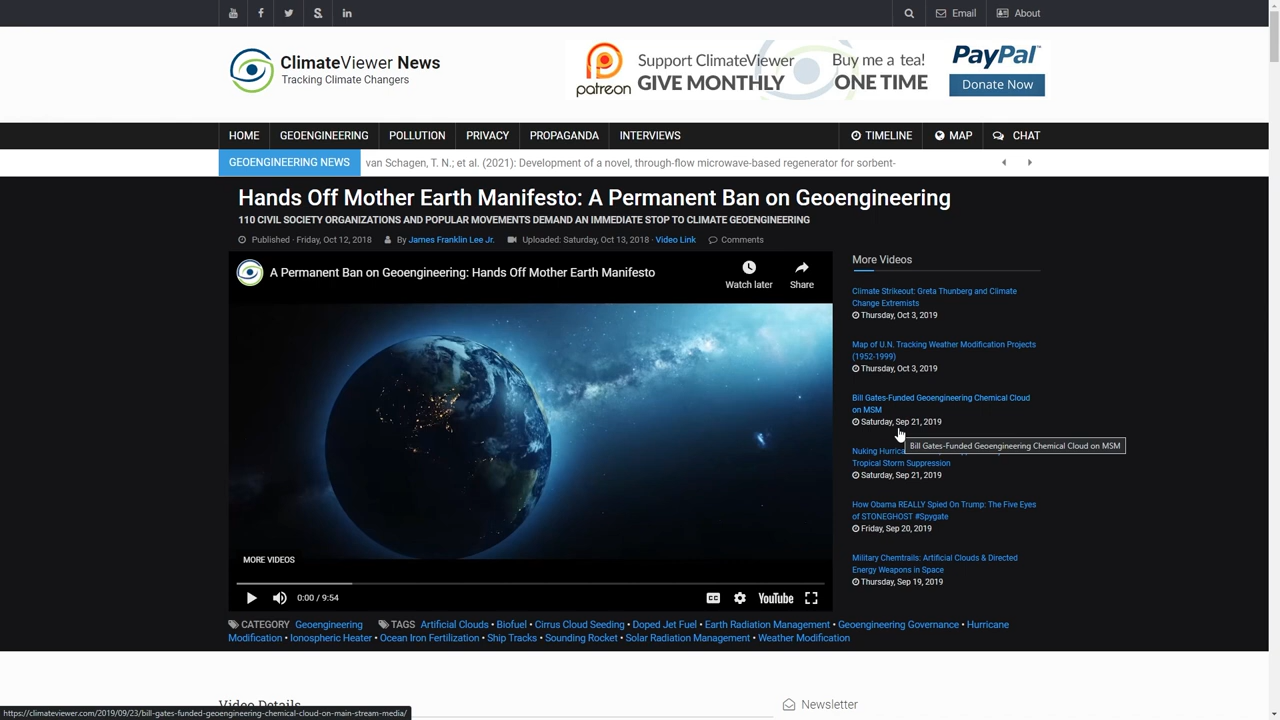 Email
About
ClimateViewer News
Tracking Climate Changers
patreon
Support ClimateViewer
GIVE MONTHLY
Buy me a tea!
ONE TIME
PayPal
Donate Now
HOME
GEOENGINEERING
POLLUTION
PRIVACY
PROPAGANDA
INTERVIEWS
TIMELINE
MAP
CHAT
GEOENGINEERING NEWS
van Schagen, T. N.; et al. (2021): Development of a novel, through-flow microwave-based regenerator for sorbent-
Hands Off Mother Earth Manifesto: A Permanent Ban on Geoengineering
110 CIVIL SOCIETY ORGANIZATIONS AND POPULAR MOVEMENTS DEMAND AN IMMEDIATE STOP TO CLIMATE GEOENGINEERING
Published · Friday, Oct 12, 2018 By James Franklin Lee Jr. Uploaded: Saturday, Oct 13, 2018 · Video Link Comments
A Permanent Ban on Geoengineering: Hands Off Mother Earth Manifesto
Watch later
Share
MORE VIDEOS
0:00 / 9:54
CC
YouTube
More Videos
Climate Strikeout: Greta Thunberg and Climate
Change Extremists
Thursday, Oct 3, 2019
Map of U.N. Tracking Weather Modification Projects
(1952-1999)
Thursday, Oct 3, 2019
Bill Gates-Funded Geoengineering Chemical Cloud
on MSM
Saturday, Sep 21, 2019
Bill Gates-Funded Geoengineering Chemical Cloud on MSM
Nuking Hurrica
Tropical Storm Suppression
Saturday, Sep 21, 2019
How Obama REALLY Spied On Trump: The Five Eyes
of STONEGHOST #Spygate
Friday, Sep 20, 2019
Military Chemtrails: Artificial Clouds & Directed
Energy Weapons in Space
Thursday, Sep 19, 2019
CATEGORY Geoengineering TAGS Artificial Clouds • Biofuel • Cirrus Cloud Seeding • Doped Jet Fuel • Earth Radiation Management • Geoengineering Governance • Hurricane
Modification • Ionospheric Heater • Ocean Iron Fertilization • Ship Tracks • Sounding Rocket • Solar Radiation Management • Weather Modification
Video Details
Newsletter
https://climateviewer.com/2019/09/23/bill-gates-funded-geoengineering-chemical-cloud-on-main-stream-media/